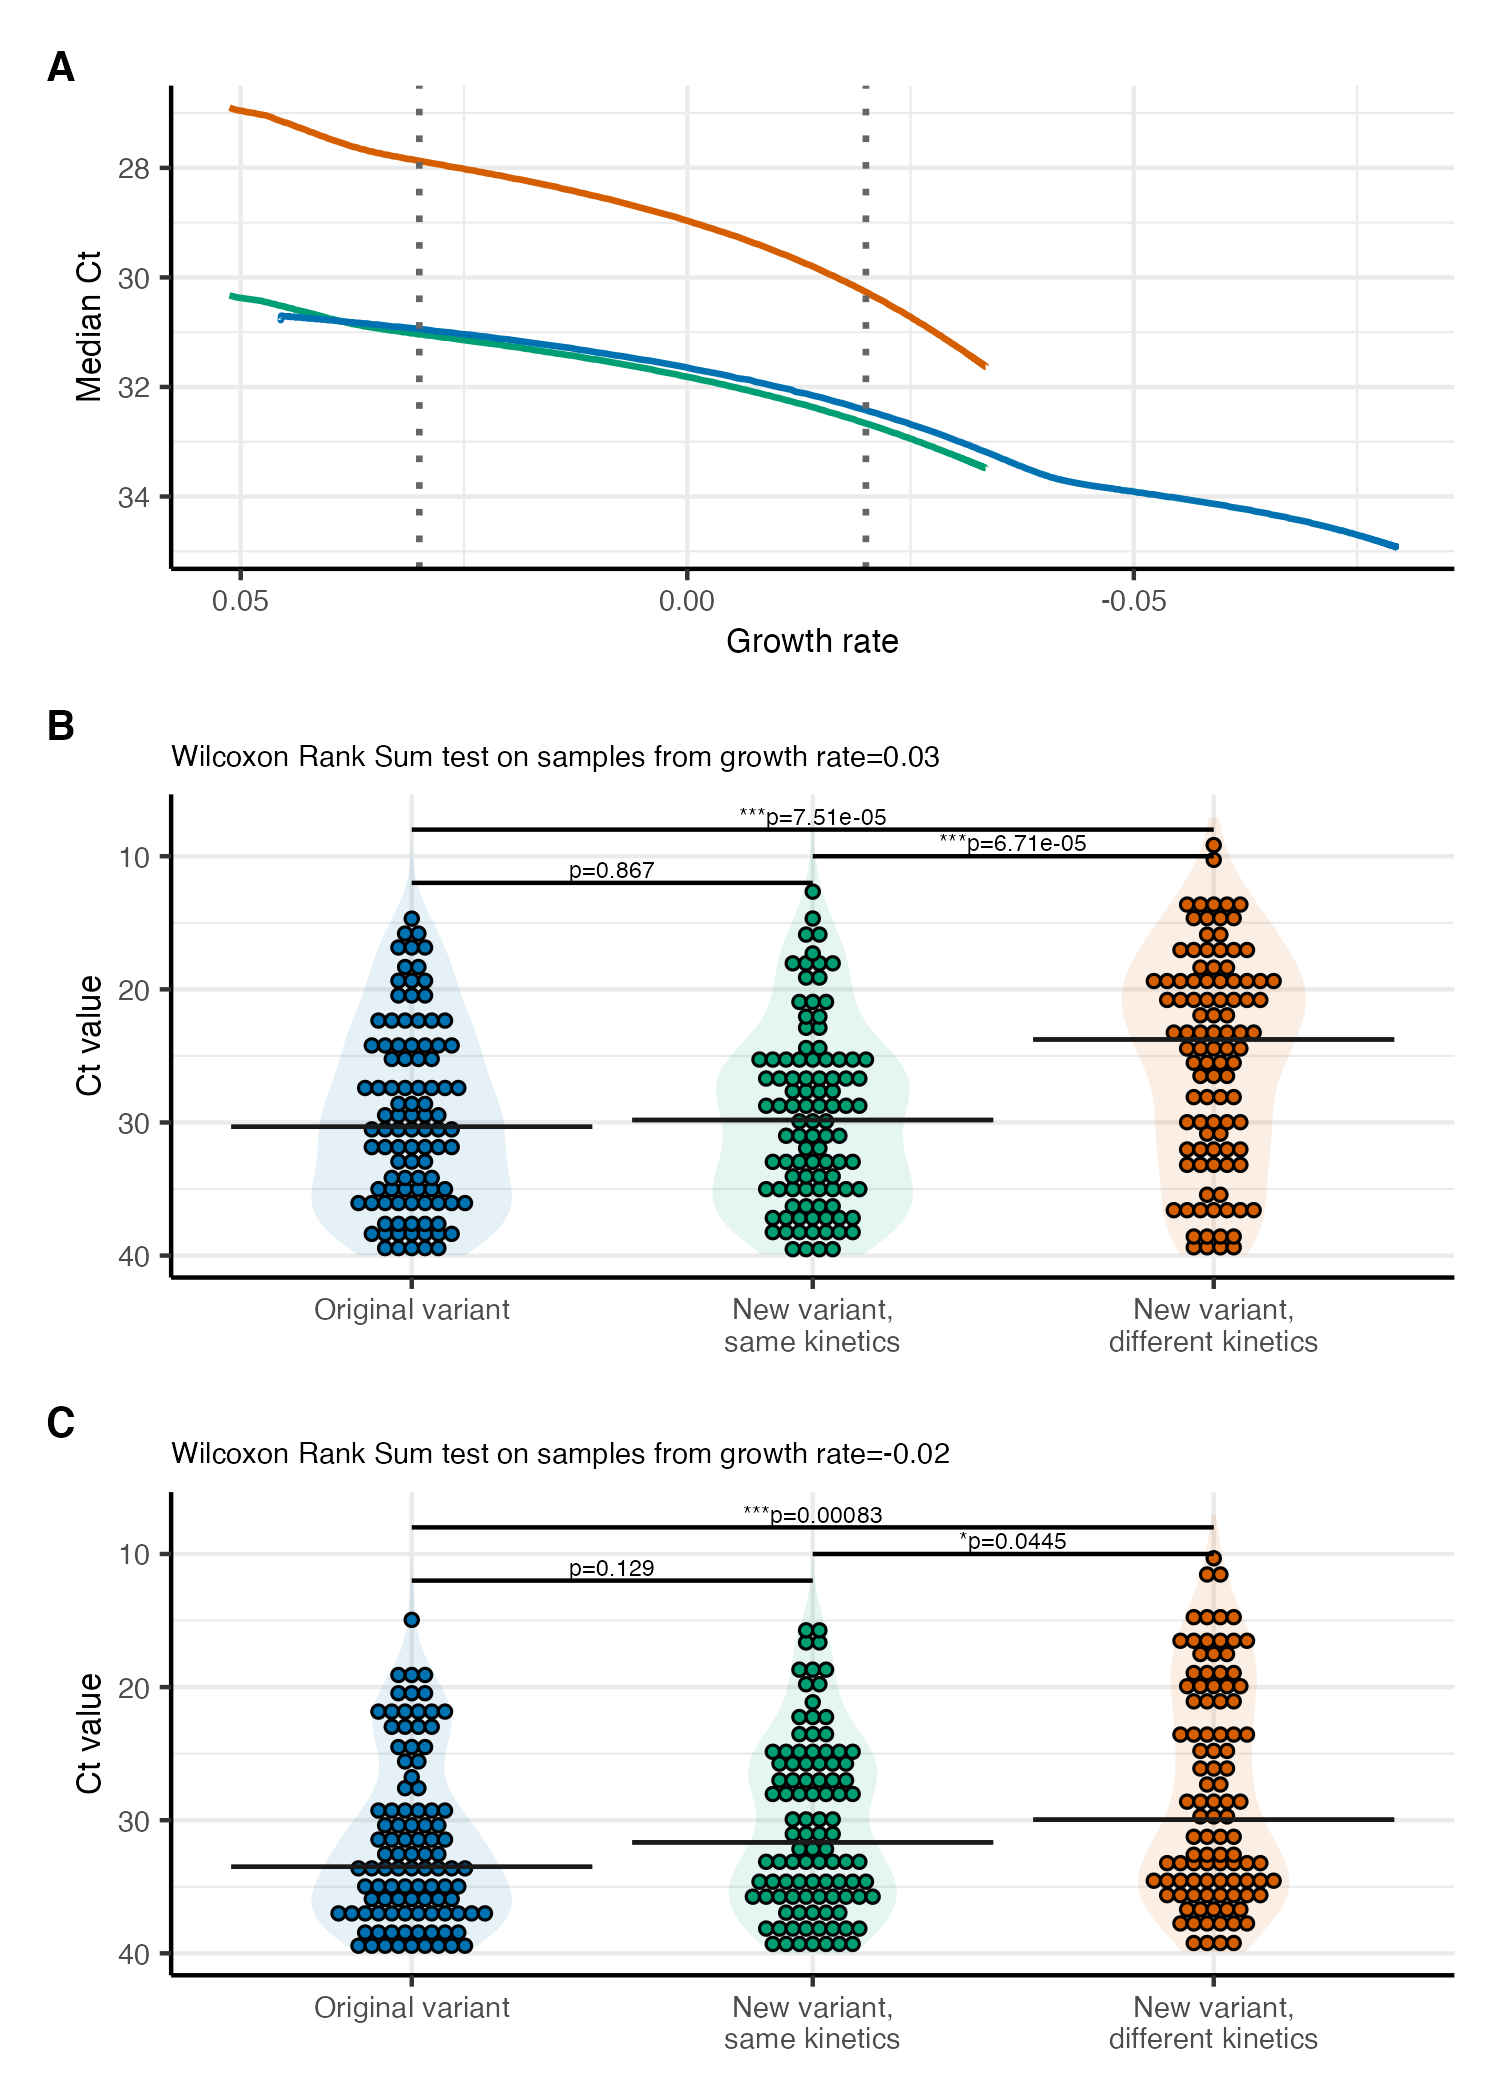 A
28
30
32
34
Median Ct
0.05
0.00
-0.05
Growth rate
B
Wilcoxon Rank Sum test on samples from growth rate=0.03
***p=7.51e-05
***p=6.71e-05
p=0.867
10
20
30
40
Ct value
Original variant
New variant,
same kinetics
New variant,
different kinetics
C
Wilcoxon Rank Sum test on samples from growth rate=-0.02
***p=0.00083
*p=0.0445
p=0.129
10
20
30
40
Ct value
Original variant
New variant,
same kinetics
New variant,
different kinetics